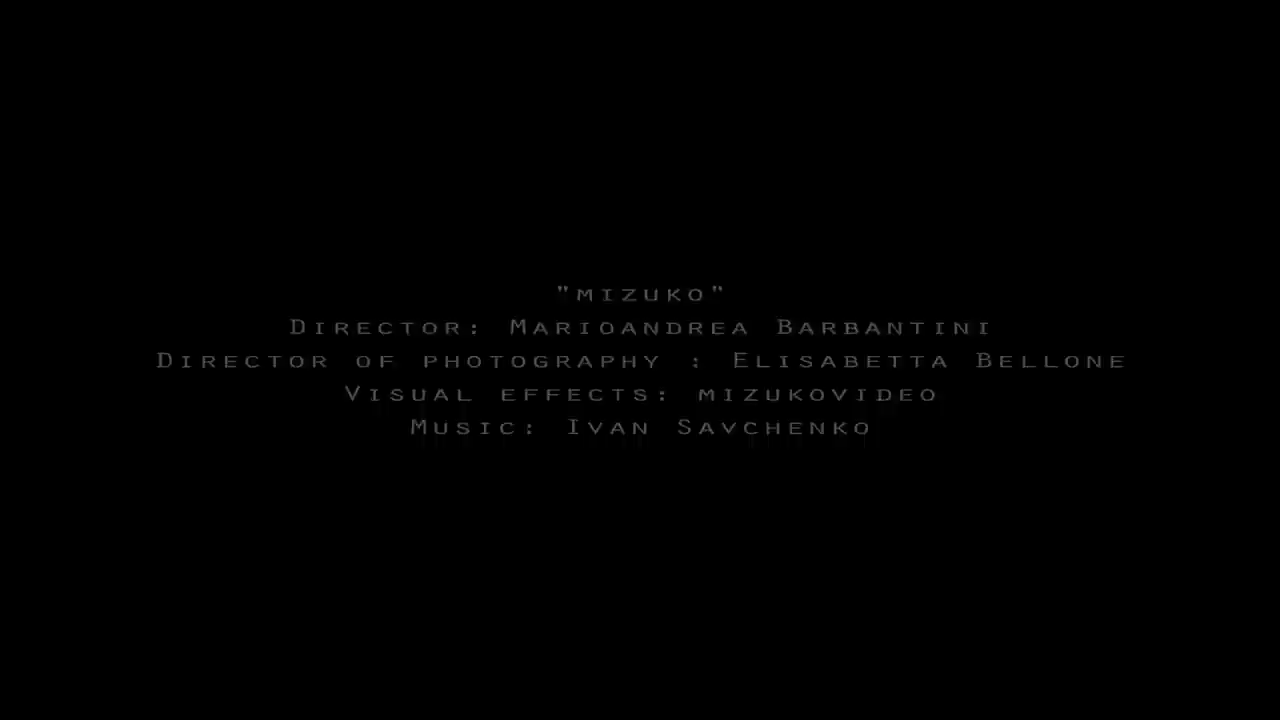 "mizuko"
Director: Marioandrea Barbantini
Director of photography : Elisabetta Bellone
Visual effects: mizukovideo
Music: Ivan Savchenko